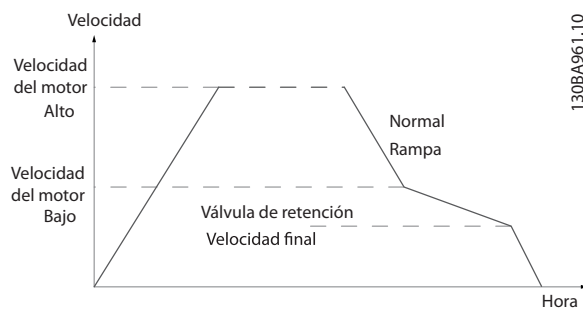 Velocidad
Velocidad
del motor
Alto
Normal
Rampa
Velocidad
del motor
Bajo
Válvula de retención
Velocidad final
Hora
130BA961.10